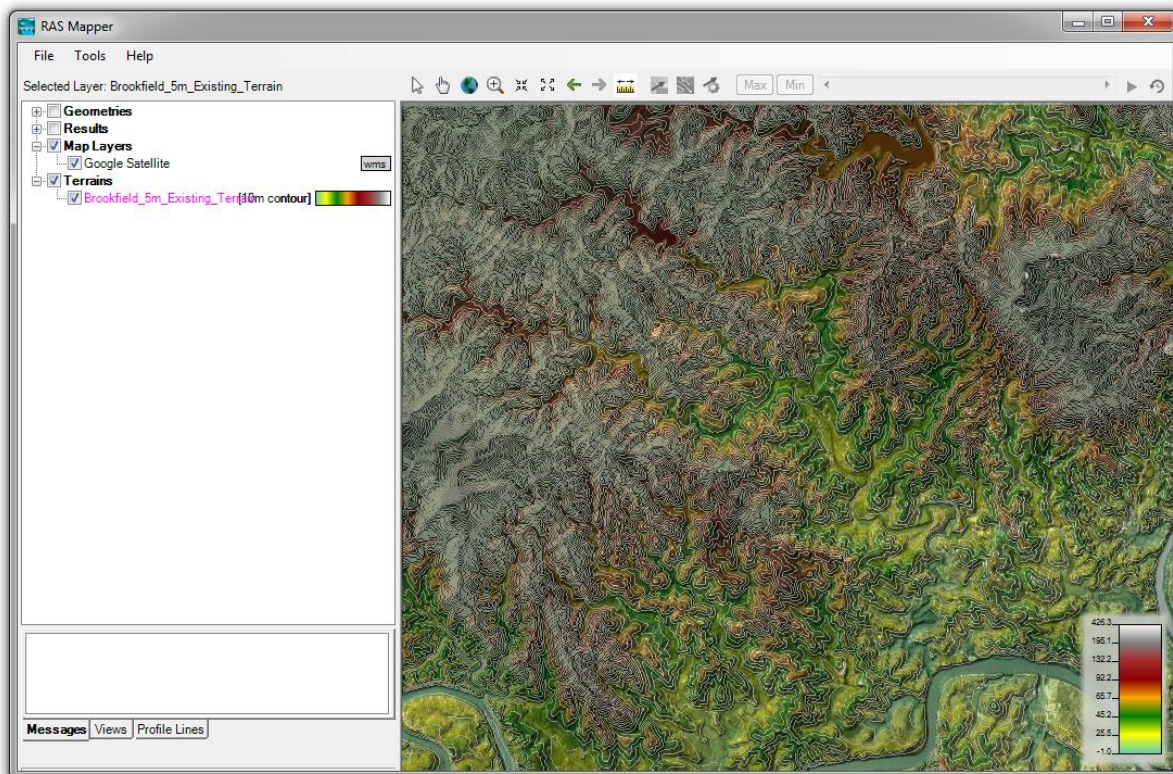 RAS Mapper
File Tools Help
Selected Layer: Brookfield_5m_Existing_Terrain
Max Min
Geometries
Results
Map Layers
Google Satellite wms
Terrains
Brookfield_5m_Existing_Terrain [10m contour]
426.3
195.1
132.2
92.2
65.7
45.2
25.5
-1.0
Messages Views Profile Lines